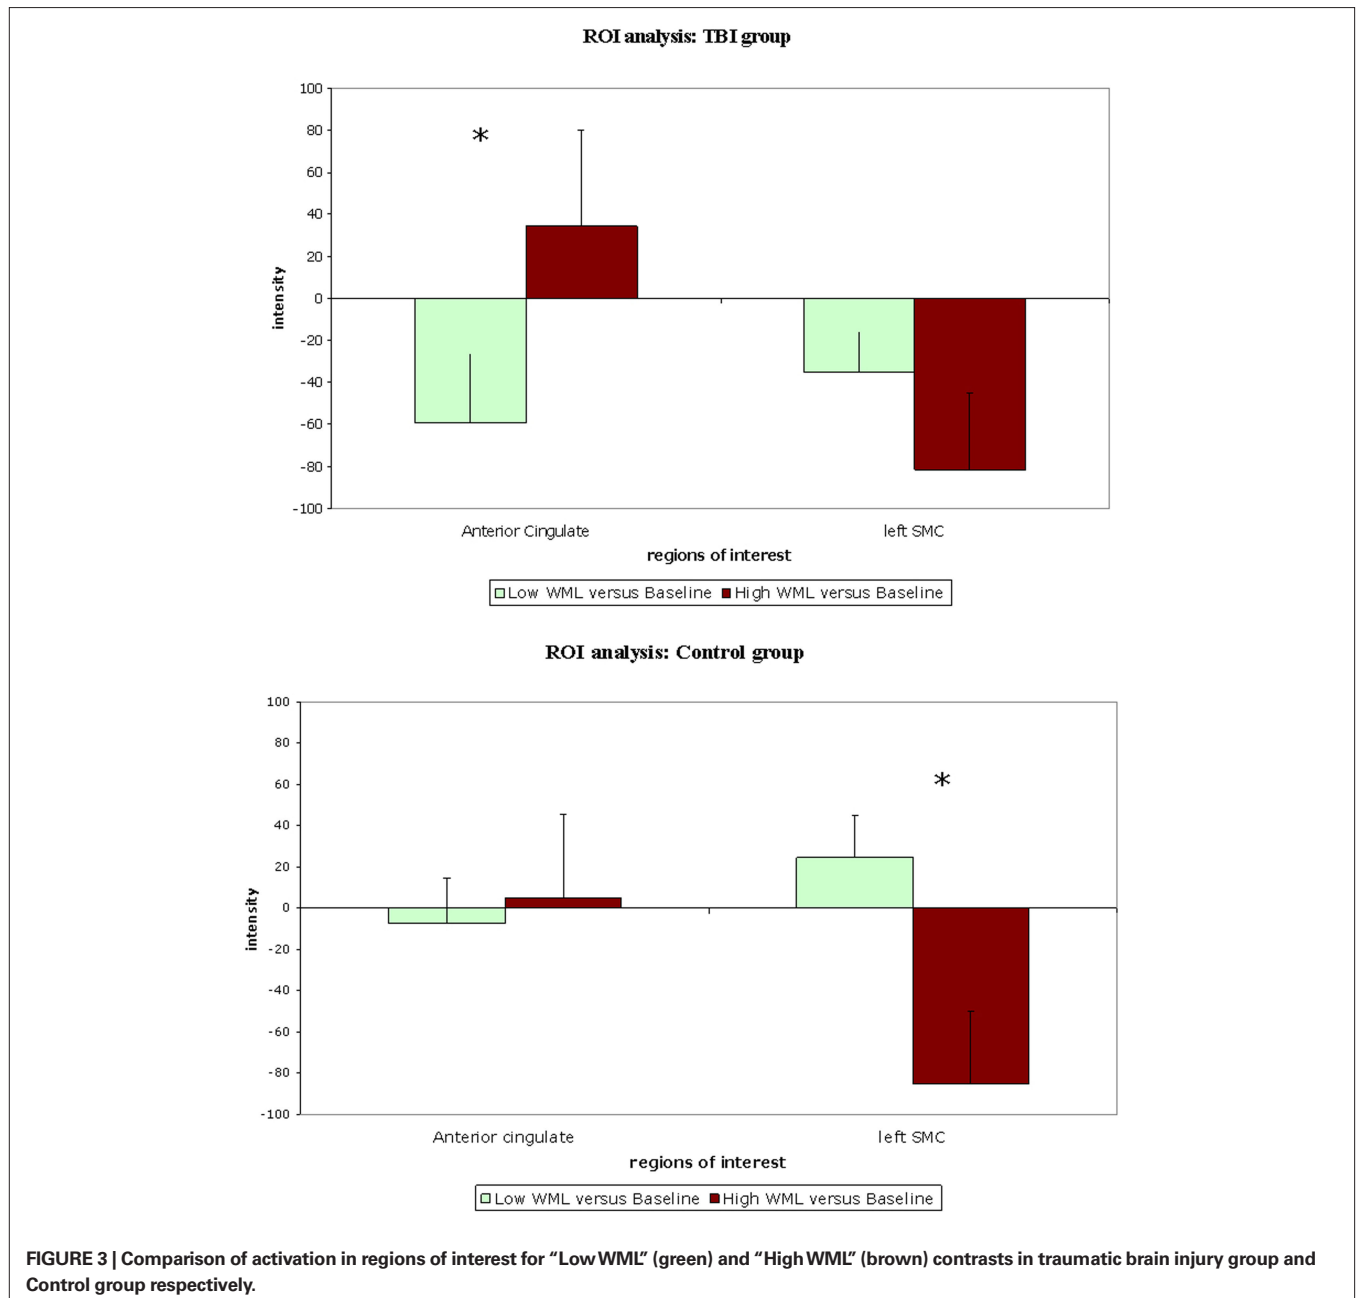 ROI analysis: TBI group
100
80
60
40
20
0
-20
-40
-60
-80
-100
intensity
*
Anterior Cingulate
left SMC
regions of interest
Low WML versus Baseline
High WML versus Baseline
ROI analysis: Control group
100
80
60
40
20
0
-20
-40
-60
-80
-100
intensity
*
Anterior cingulate
left SMC
regions of interest
Low WML versus Baseline
High WML versus Baseline
FIGURE 3 | Comparison of activation in regions of interest for “Low WML” (green) and “High WML” (brown) contrasts in traumatic brain injury group and
Control group respectively.